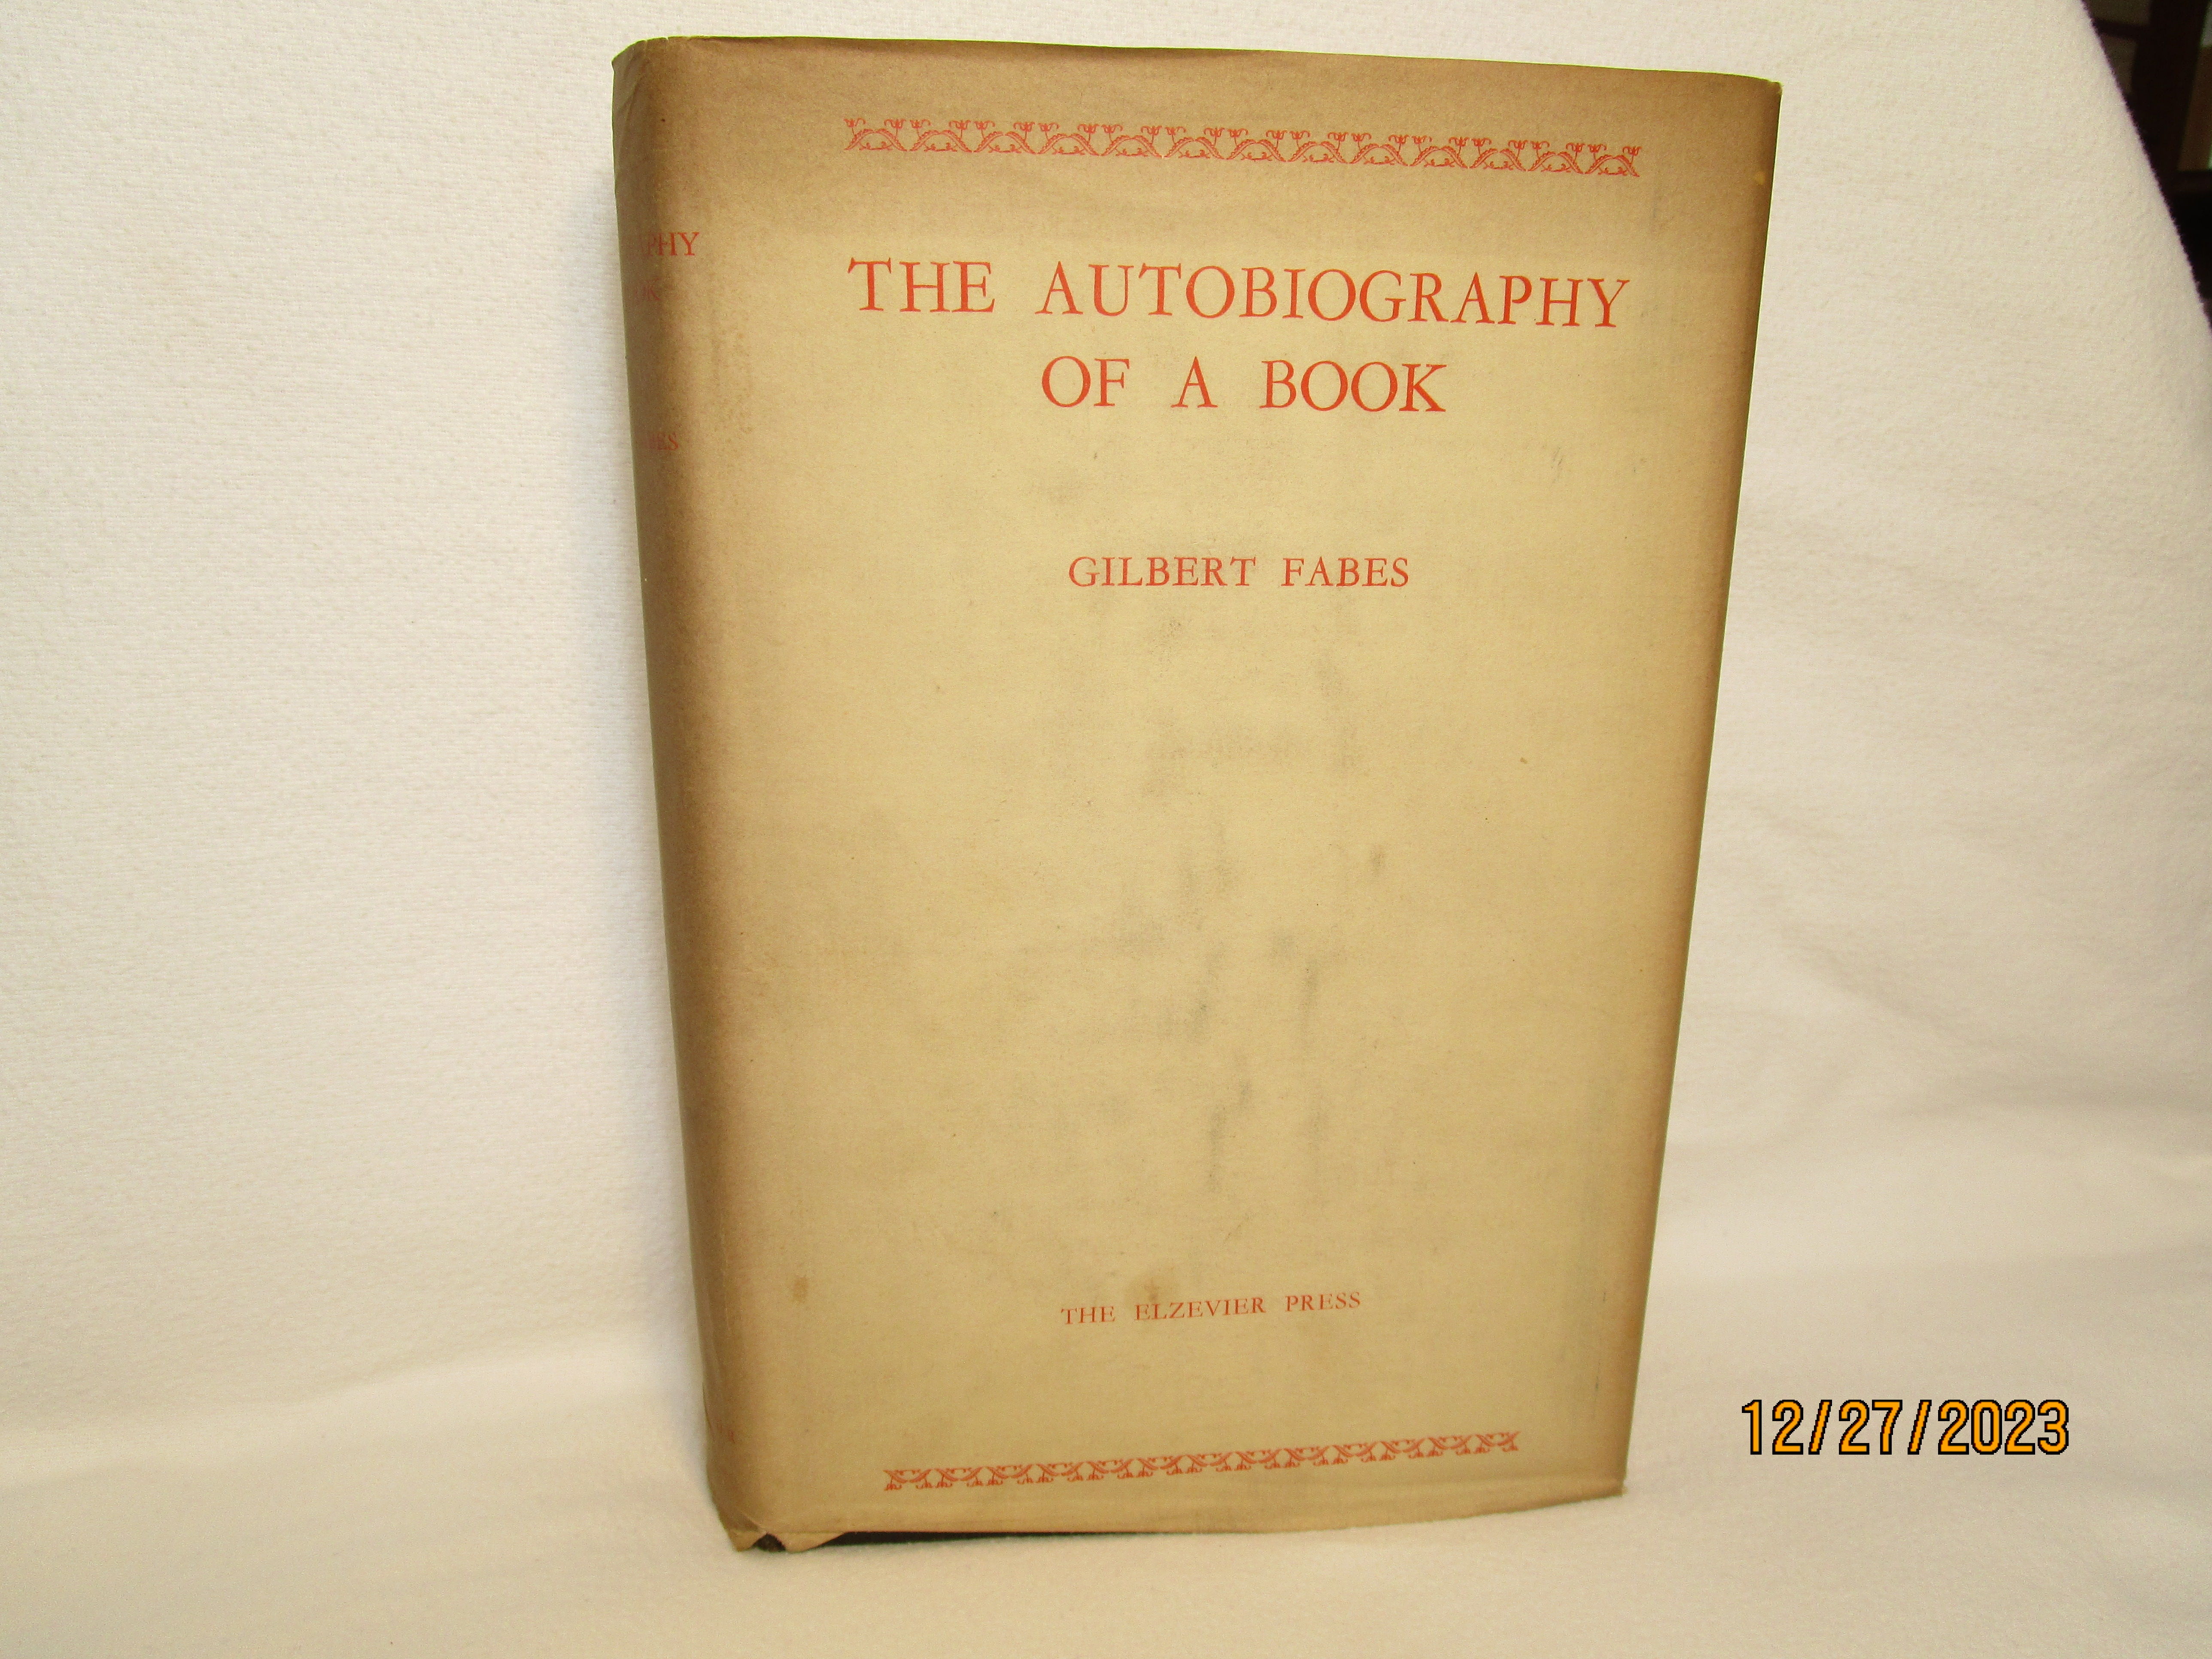 THE AUTOBIOGRAPHY
OF A BOOK
GILBERT FABES
THE ELZEVIER PRESS
12/27/2023